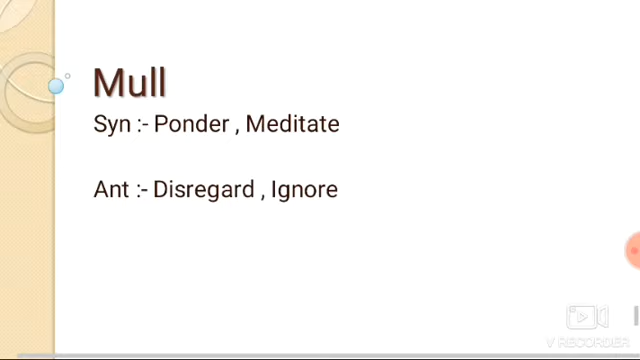 Mull
Syn :- Ponder , Meditate
Ant :- Disregard , Ignore
V RECORDER